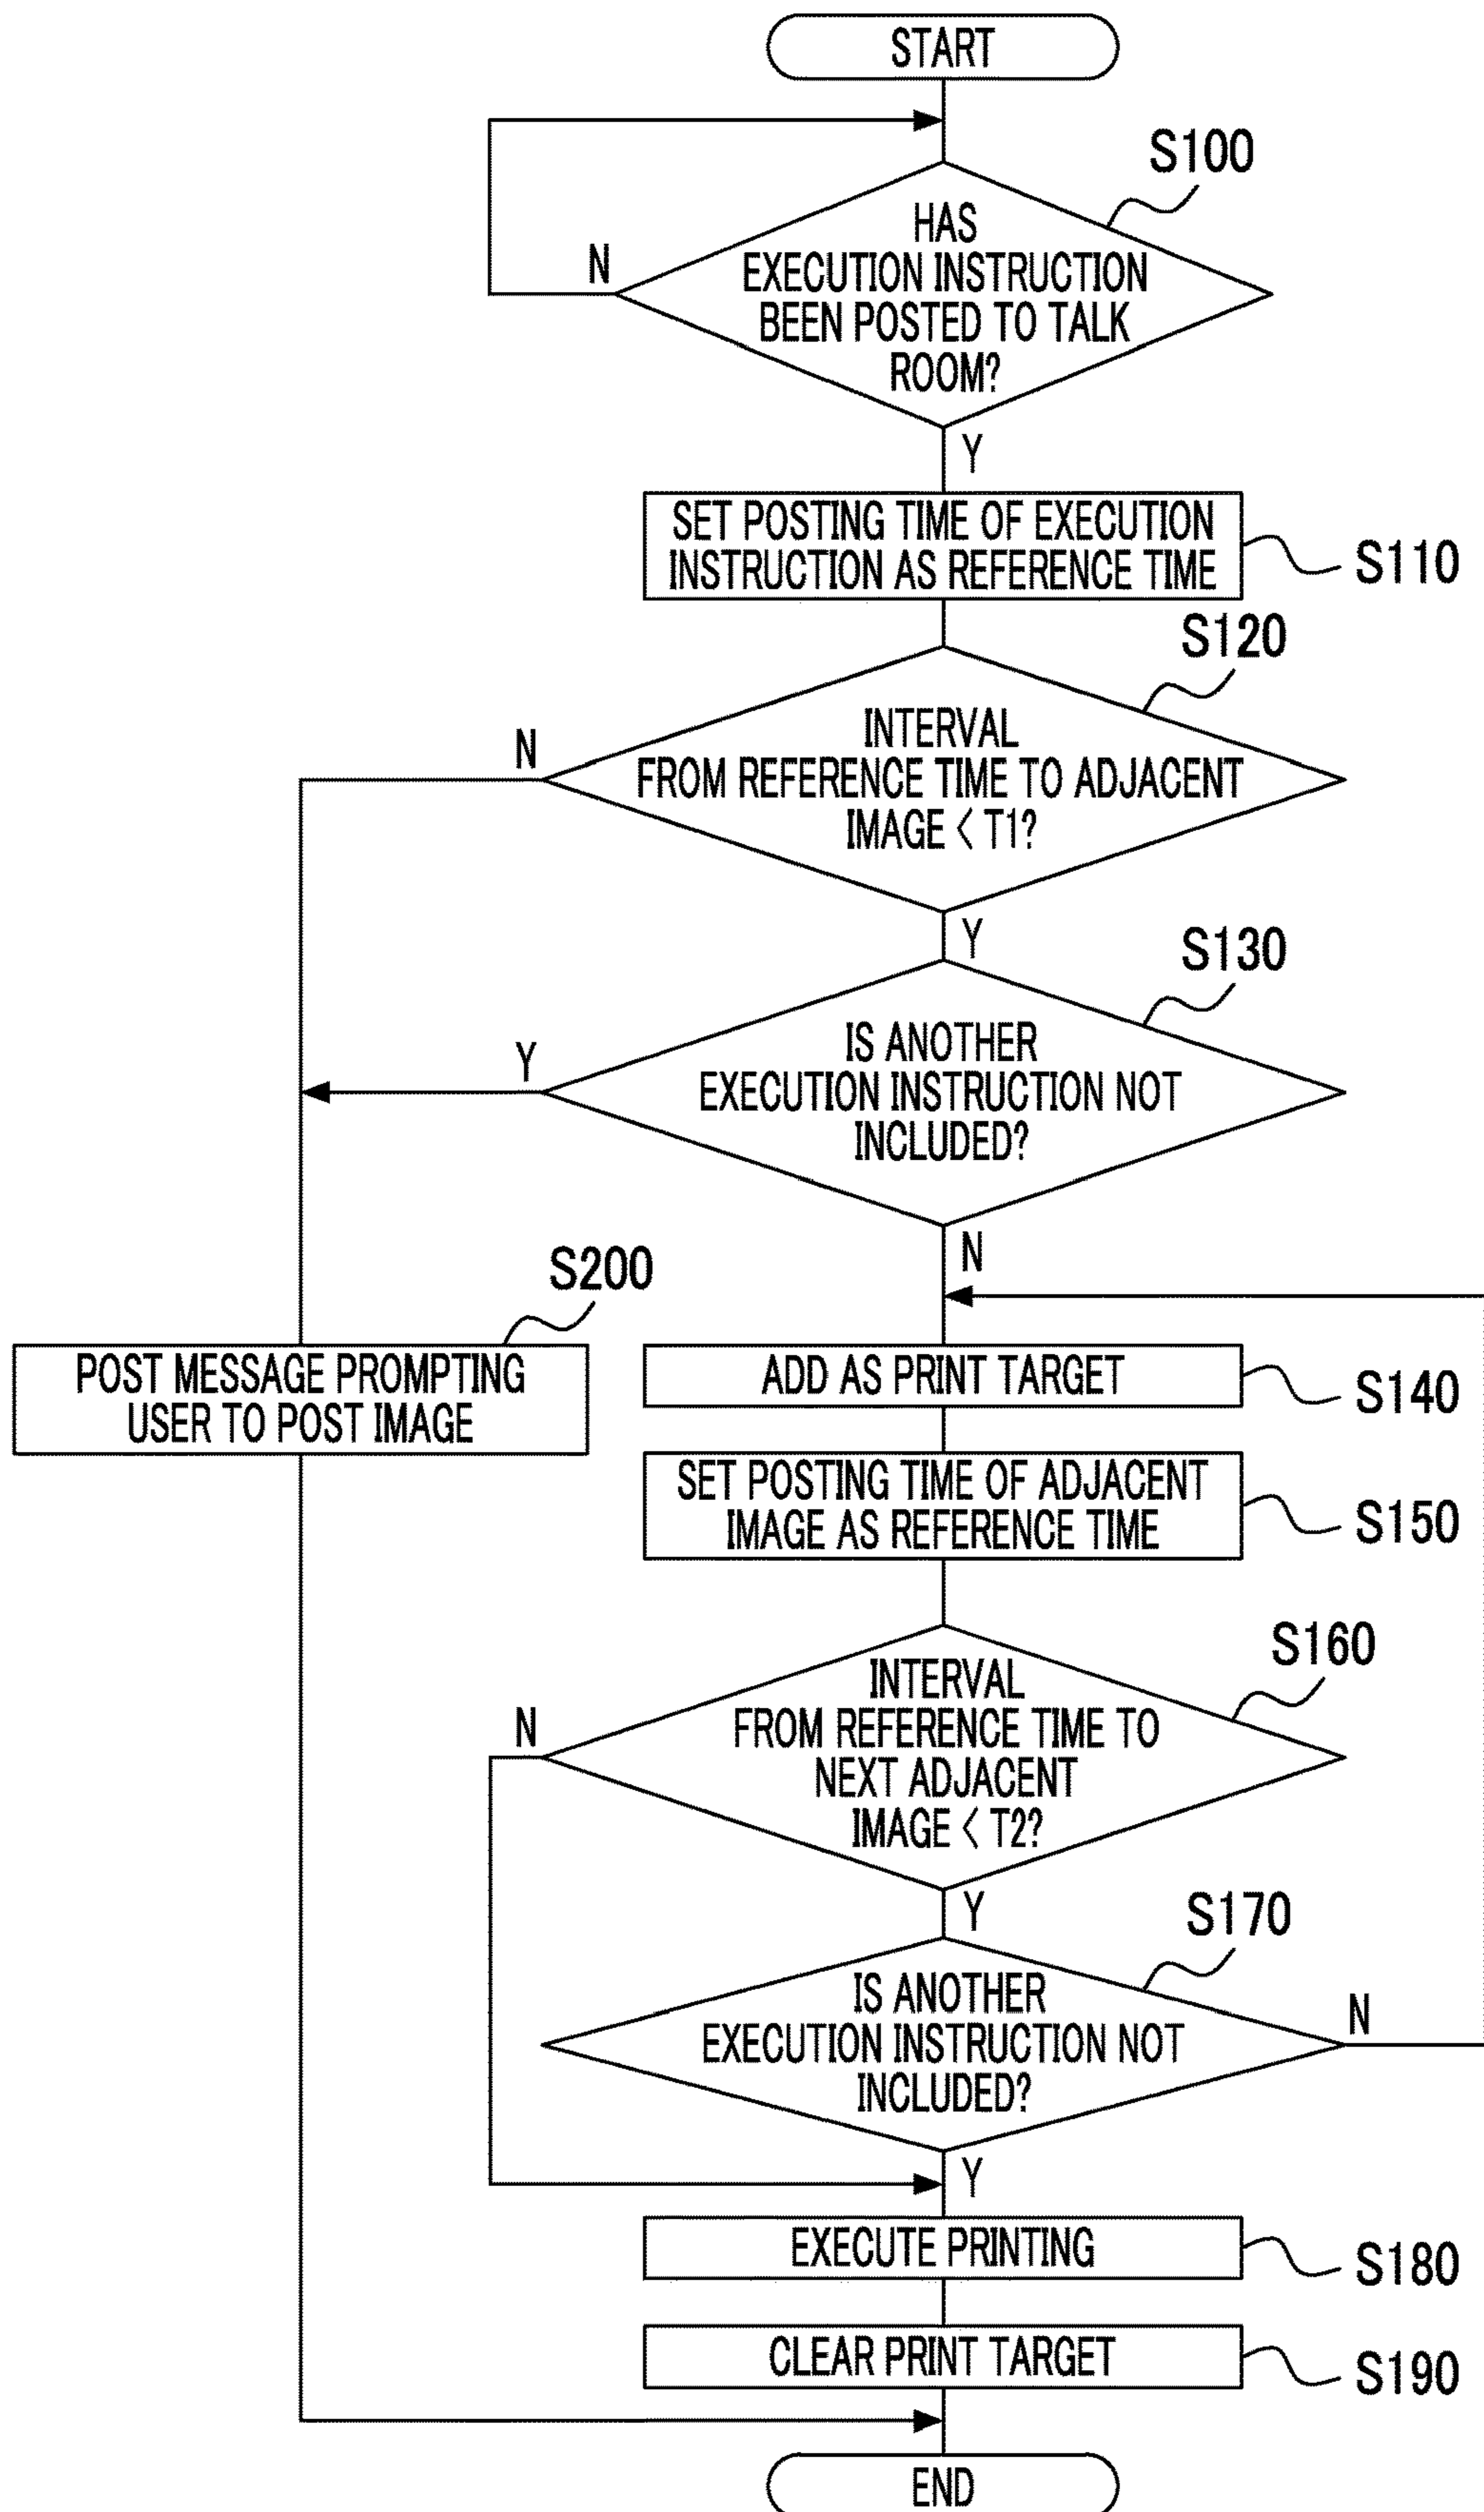 START
S100
HAS
EXECUTION INSTRUCTION
BEEN POSTED TO TALK
ROOM?
N
Y
SET POSTING TIME OF EXECUTION
INSTRUCTION AS REFERENCE TIME
S110
S120
INTERVAL
FROM REFERENCE TIME TO ADJACENT
IMAGE < T1?
N
Y
S130
IS ANOTHER
EXECUTION INSTRUCTION NOT
INCLUDED?
Y
N
S200
POST MESSAGE PROMPTING
USER TO POST IMAGE
ADD AS PRINT TARGET
S140
SET POSTING TIME OF ADJACENT
IMAGE AS REFERENCE TIME
S150
S160
INTERVAL
FROM REFERENCE TIME TO
NEXT ADJACENT
IMAGE < T2?
N
Y
S170
IS ANOTHER
EXECUTION INSTRUCTION NOT
INCLUDED?
N
Y
EXECUTE PRINTING
S180
CLEAR PRINT TARGET
S190
END